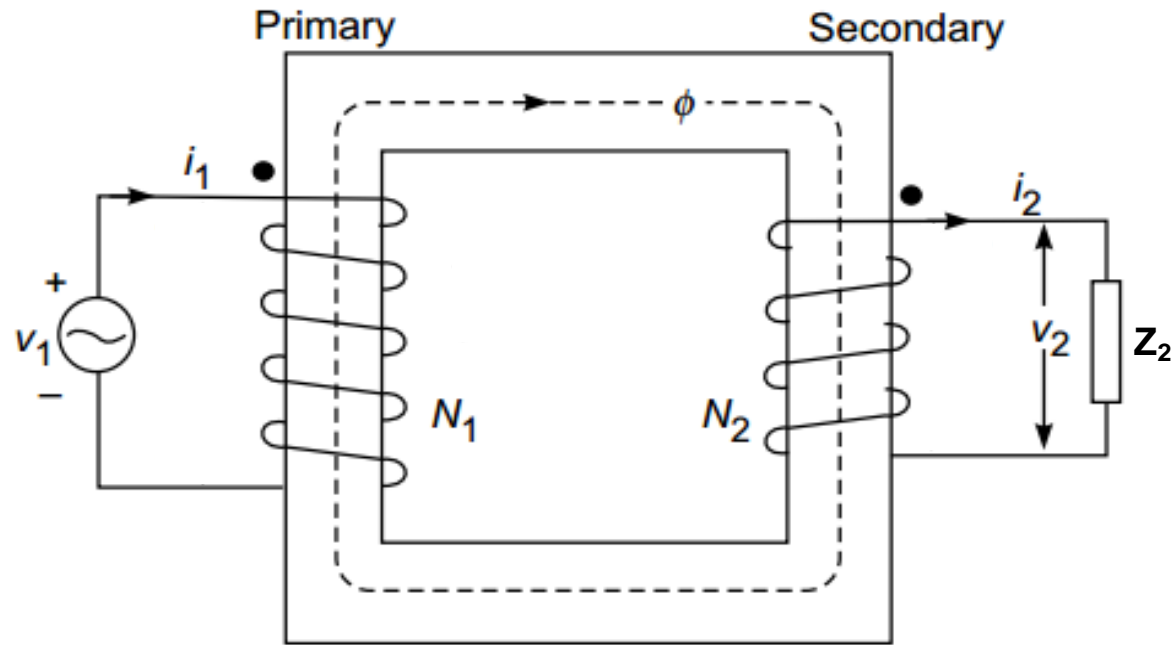 Primary
Secondary
ϕ
i1
i2
+
v1
−
N1
N2
v2
Z2